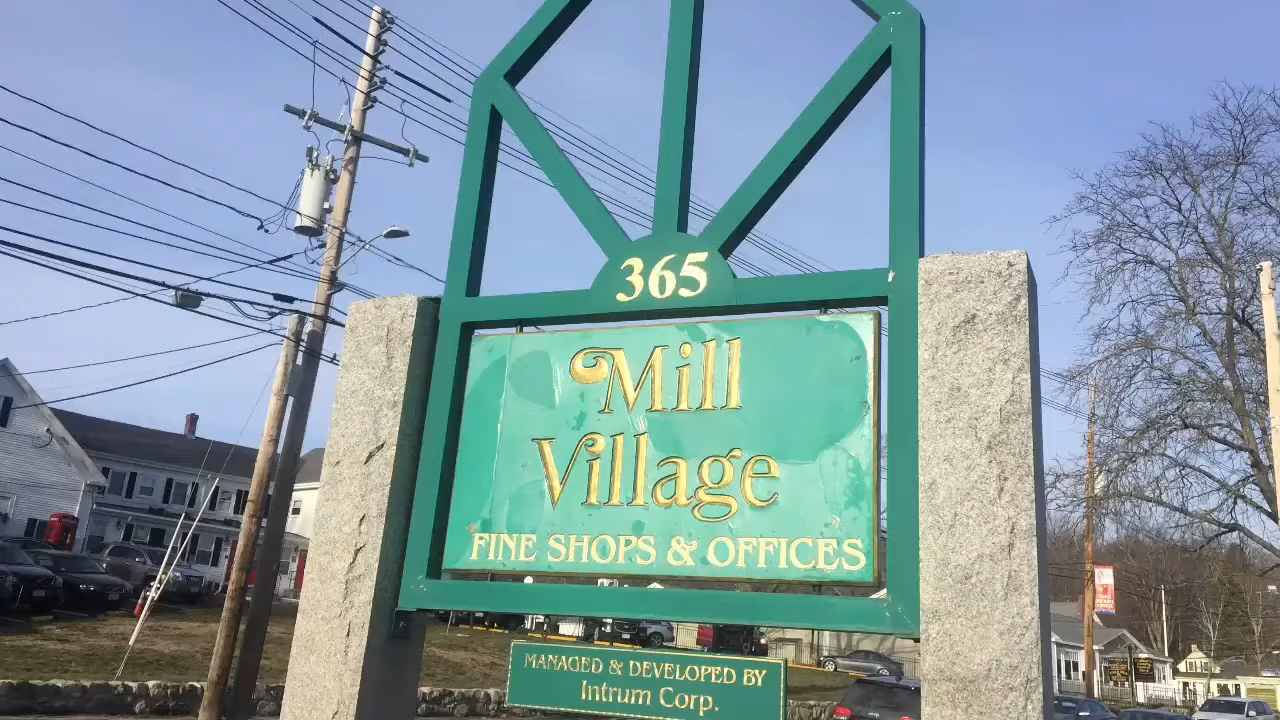 365
Mill
Village
FINE SHOPS & OFFICES
MANAGED & DEVELOPED BY
Intrum Corp.